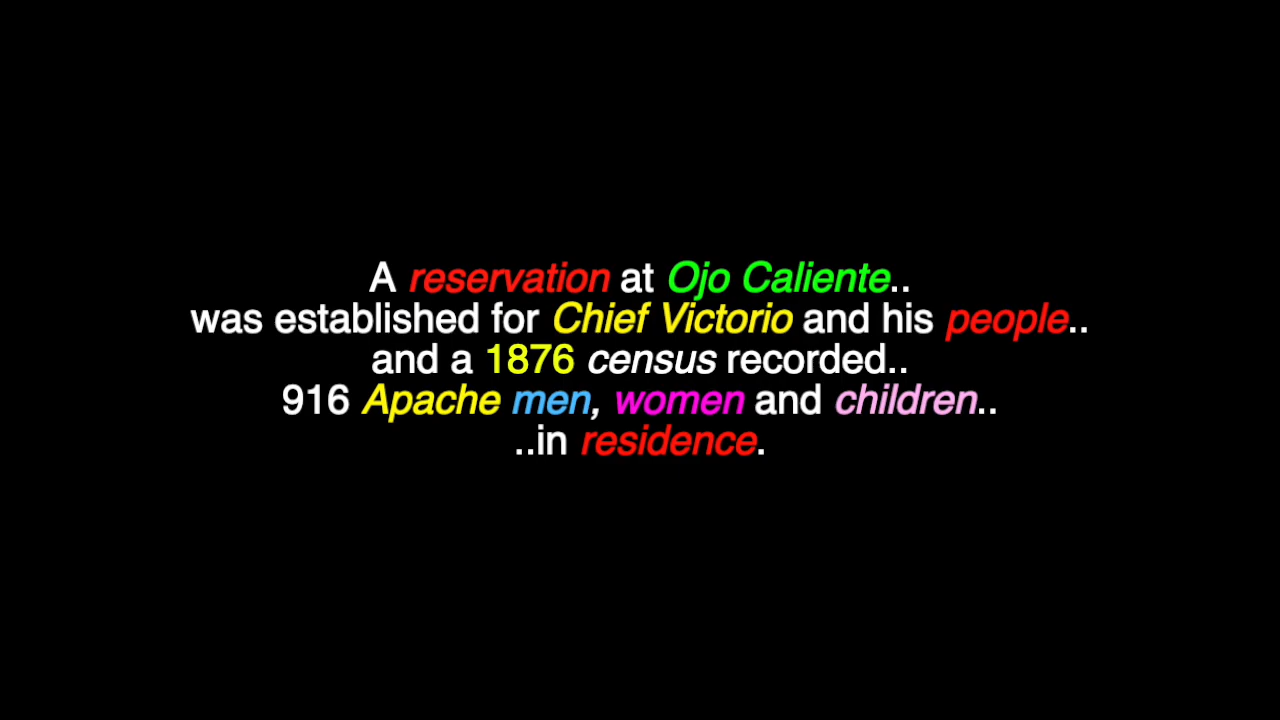 A reservation at Ojo Caliente..
was established for Chief Victorio and his people..
and a 1876 census recorded..
916 Apache men, women and children..
..in residence.